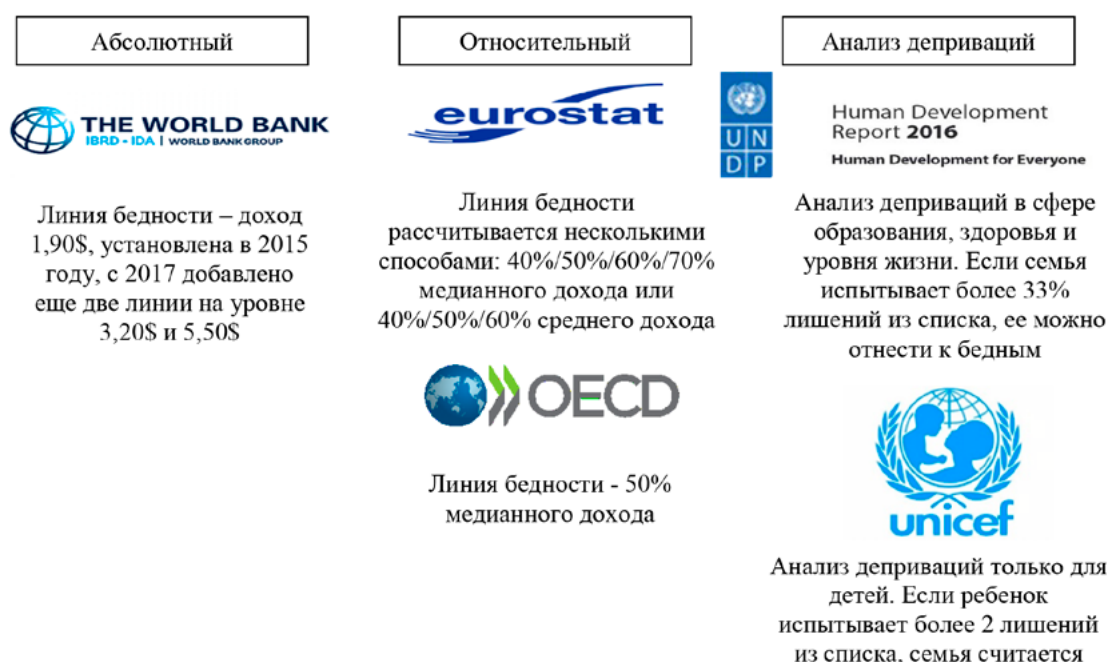 Абсолютный
THE WORLD BANK
IBRD - IDA | WORLD BANK GROUP
Линия бедности – доход
1,90$, установлена в 2015
году, с 2017 добавлено
еще две линии на уровне
3,20$ и 5,50$
Относительный
eurostat
Линия бедности
рассчитывается несколькими
способами: 40%/50%/60%/70%
медианного дохода или
40%/50%/60% среднего дохода
OECD
Линия бедности - 50%
медианного дохода
Анализ деприваций
U N
D P
Human Development
Report 2016
Human Development for Everyone
Анализ деприваций в сфере
образования, здоровья и
уровня жизни. Если семья
испытывает более 33%
лишений из списка, ее можно
отнести к бедным
unicef
Анализ деприваций только для
детей. Если ребенок
испытывает более 2 лишений
из списка, семья считается